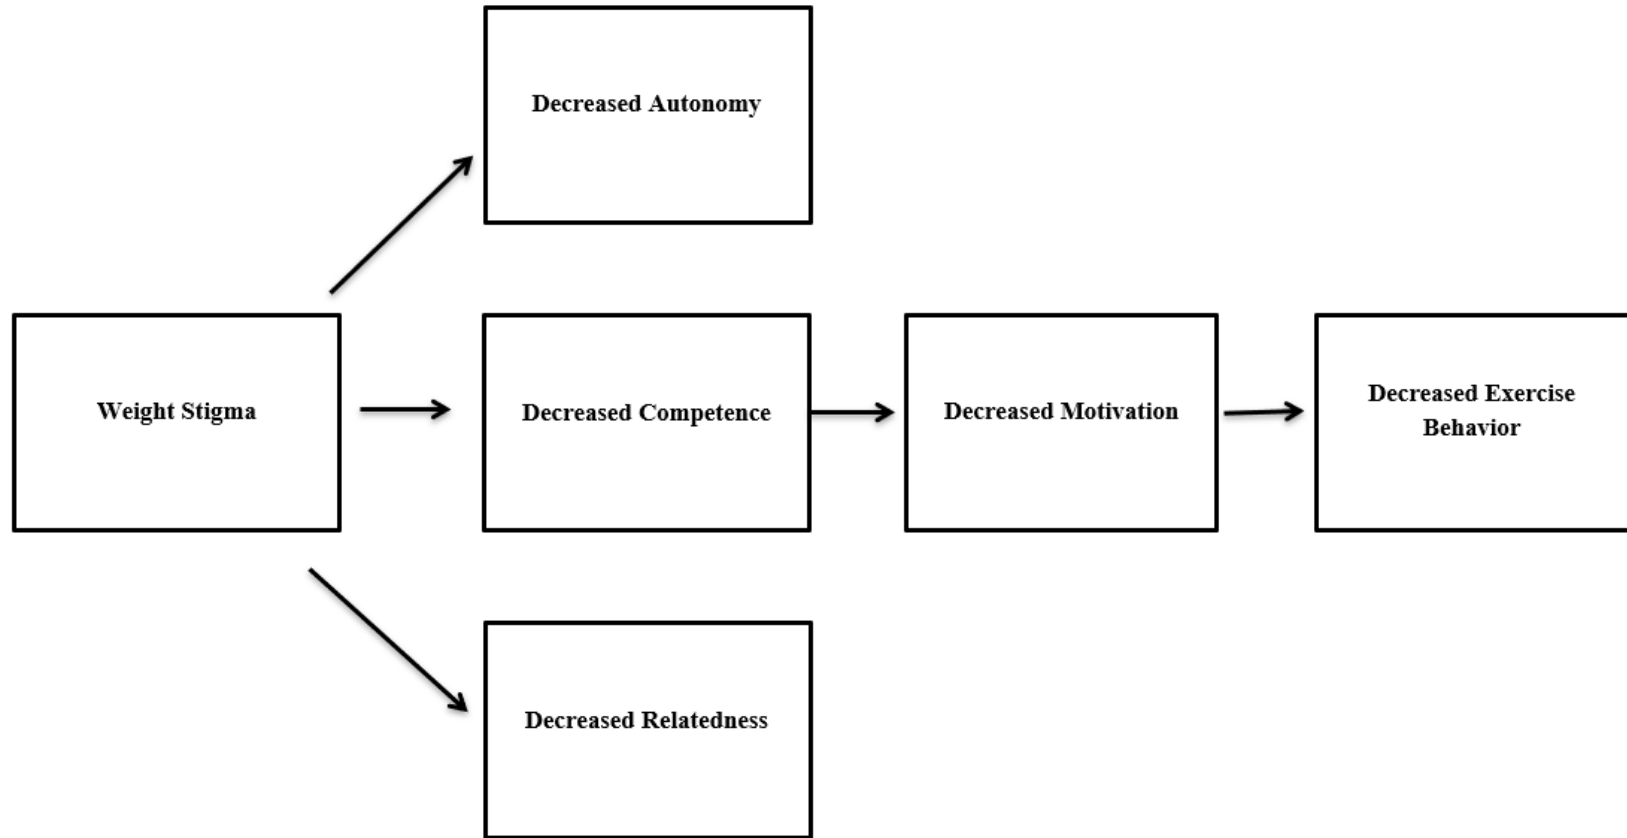 Decreased Autonomy
Weight Stigma
Decreased Competence
Decreased Motivation
Decreased Exercise
Behavior
Decreased Relatedness